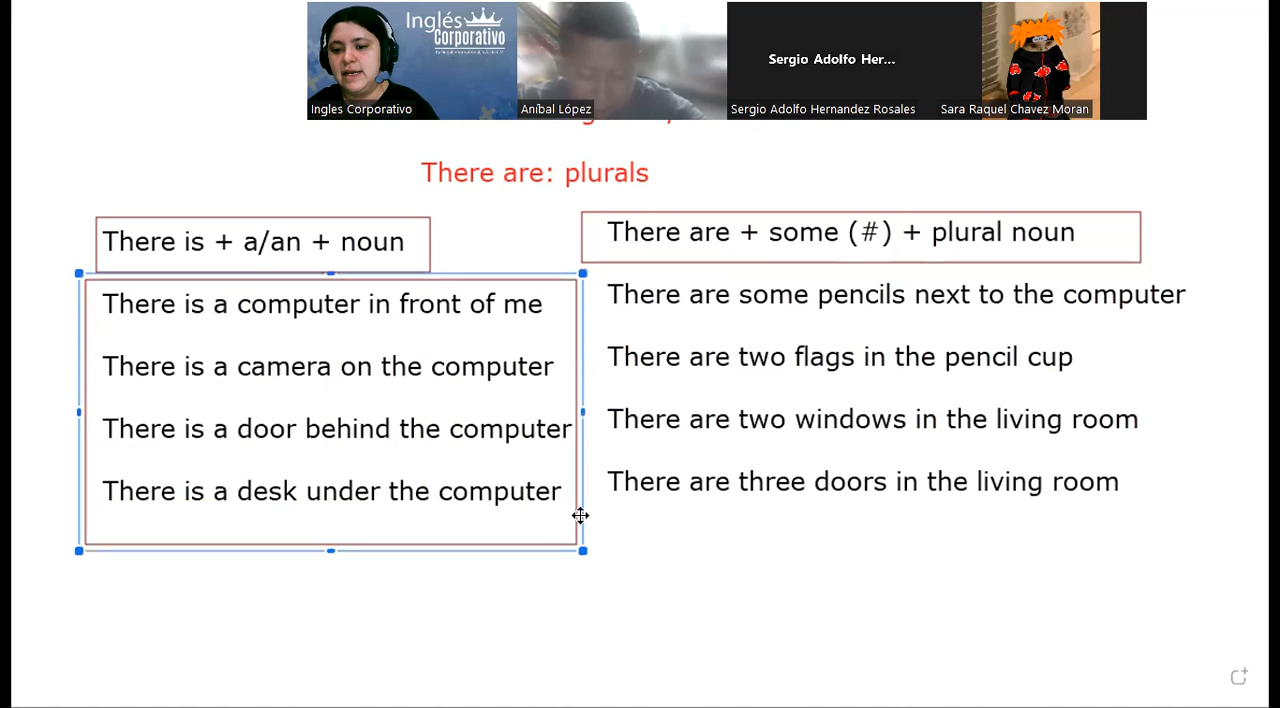 Inglés
Corporativo
Ingles Corporativo
Aníbal López
Sergio Adolfo Her...
Sergio Adolfo Hernandez Rosales
Sara Raquel Chavez Moran
There are: plurals
There is + a/an + noun
There is a computer in front of me
There is a camera on the computer
There is a door behind the computer
There is a desk under the computer
There are + some (#) + plural noun
There are some pencils next to the computer
There are two flags in the pencil cup
There are two windows in the living room
There are three doors in the living room